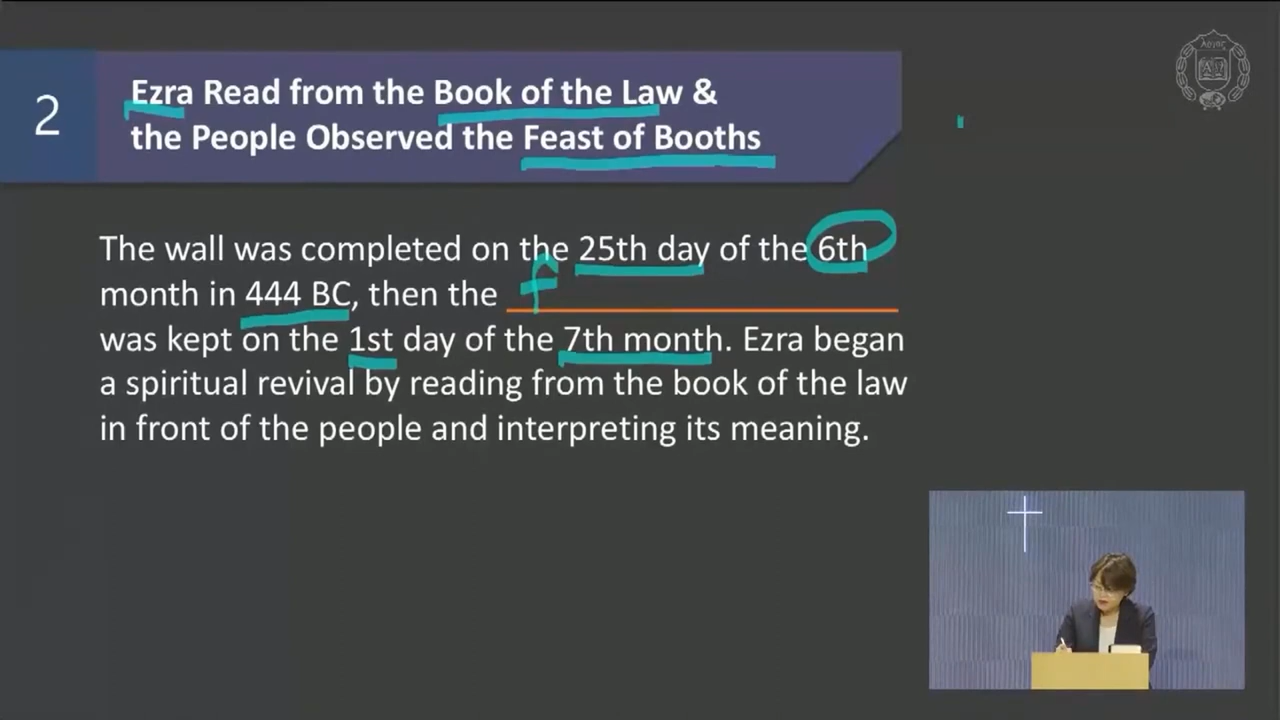 2
Ezra Read from the Book of the Law &
the People Observed the Feast of Booths
The wall was completed on the 25th day of the 6th
month in 444 BC, then the f
was kept on the 1st day of the 7th month. Ezra began
a spiritual revival by reading from the book of the law
in front of the people and interpreting its meaning.